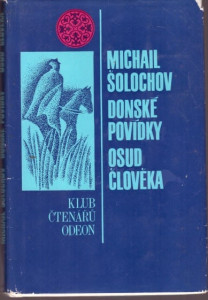 MICHAIL
ŠOLOCHOV
DONSKÉ
POVÍDKY
OSUD
ČLOVĚKA
KLUB
ČTENÁŘŮ
ODEON